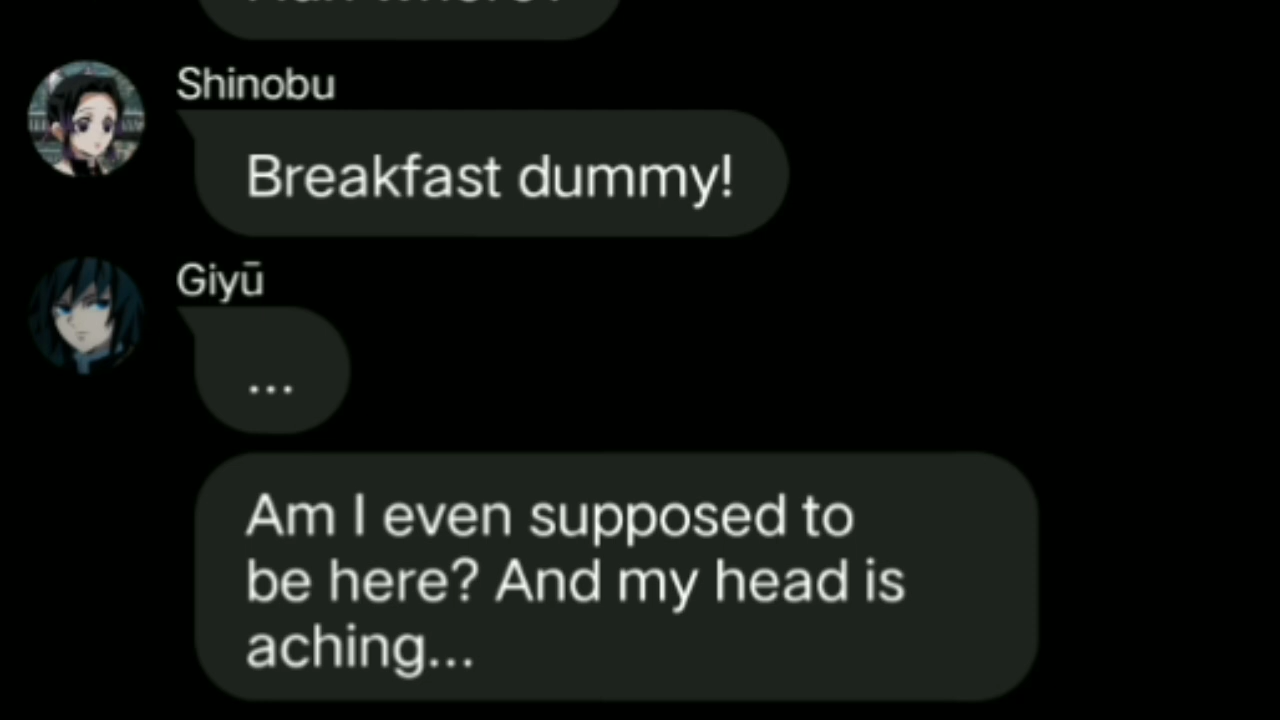 Shinobu
Breakfast dummy!
Giyū
...
Am I even supposed to
be here? And my head is
aching...